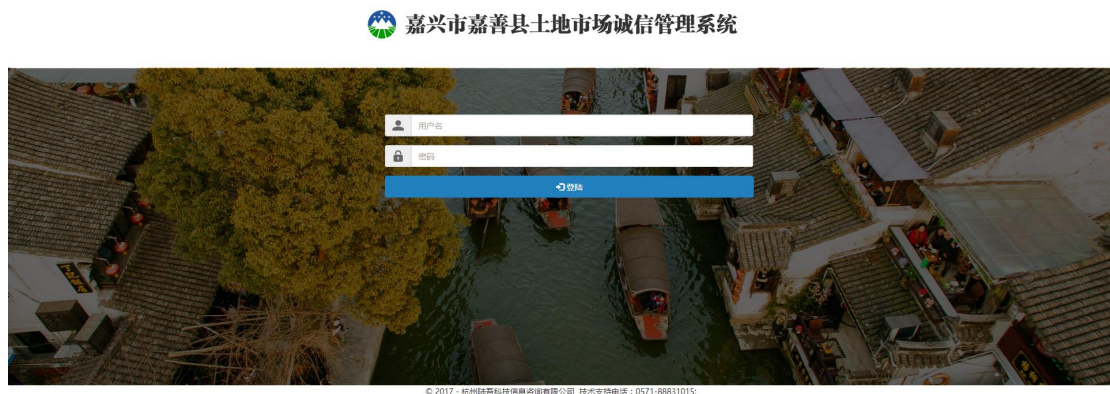 嘉兴市嘉善县土地市场诚信管理系统
用户名
密码
登陆
© 2017 - 杭州陆吾科技信息咨询有限公司 技术支持电话：0571-88831015;